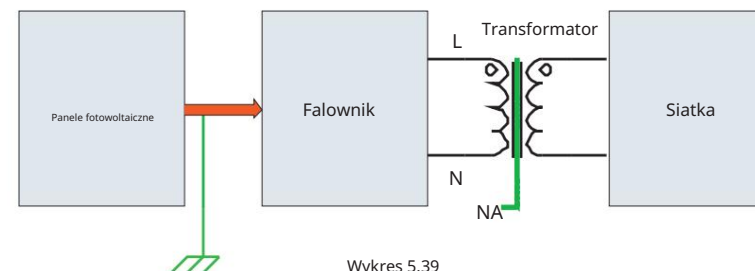 Transformator
L
Panele fotowoltaiczne
Falownik
Siatka
N
NA
Wykres 5.39